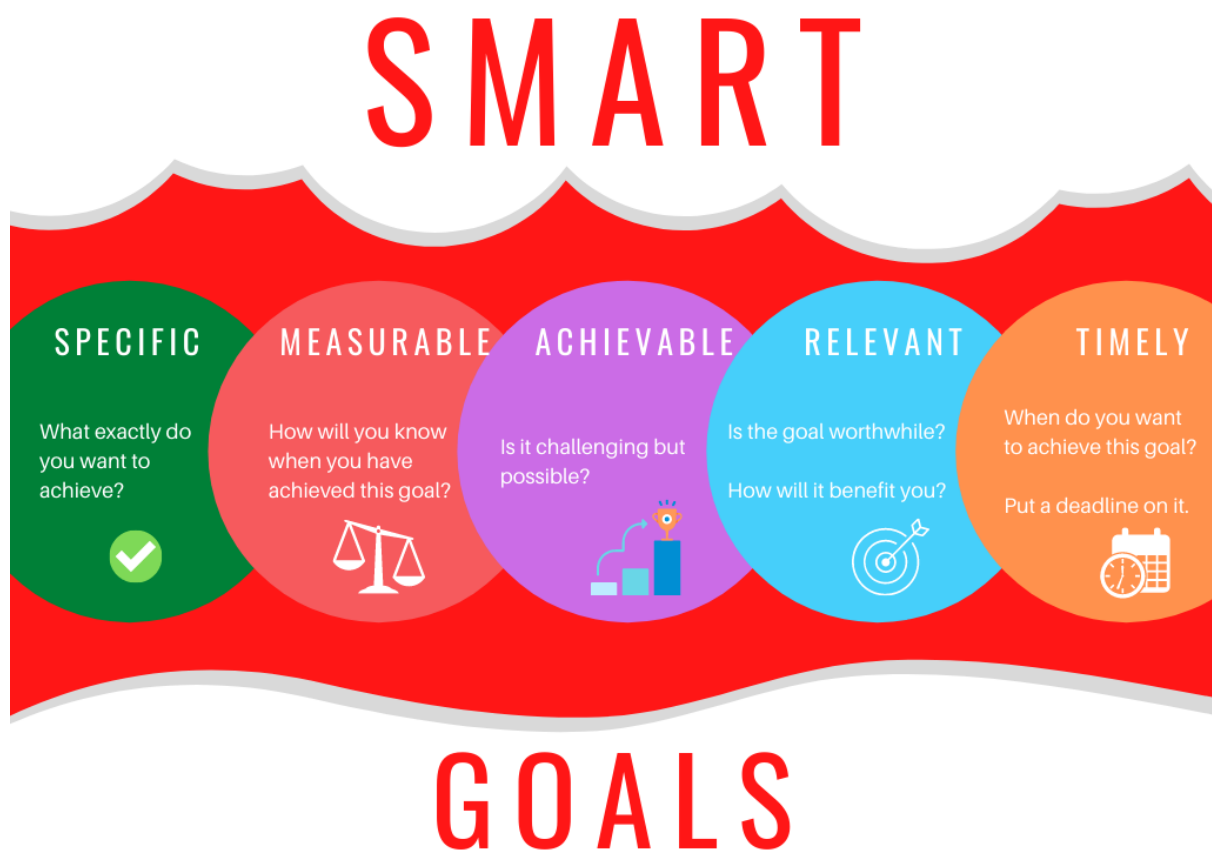 SMART
SPECIFIC
What exactly do
you want to
achieve?
MEASURABLE
How will you know
when you have
achieved this goal?
ACHIEVABLE
Is it challenging but
possible?
RELEVANT
Is the goal worthwhile?
How will it benefit you?
TIMELY
When do you want
to achieve this goal?
Put a deadline on it.
GOALS